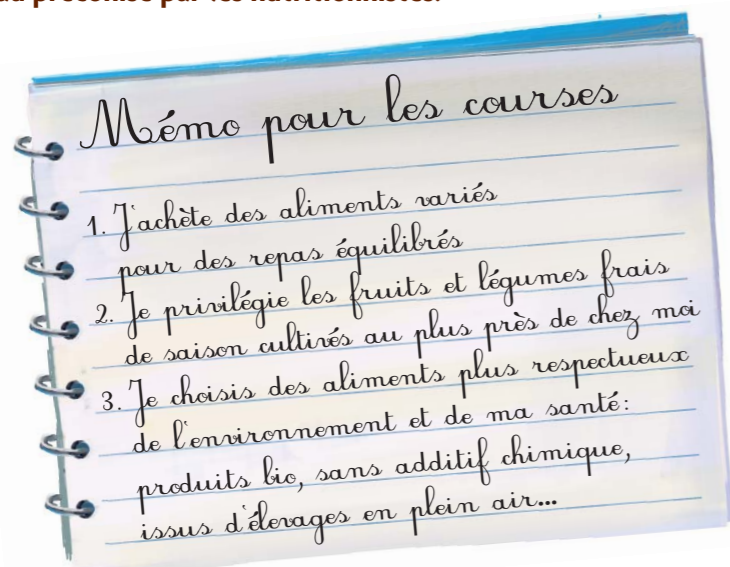 préconisé par les nutritionnistes.
Mémo pour les courses
1. J'achète des aliments variés
pour des repas équilibrés
2. Je privilégie les fruits et légumes frais
de saison cultivés au plus près de chez moi
3. Je choisis des aliments plus respectueux
de l'environnement et de ma santé:
produits bio, sans additif chimique,
issus d'élevages en plein air...